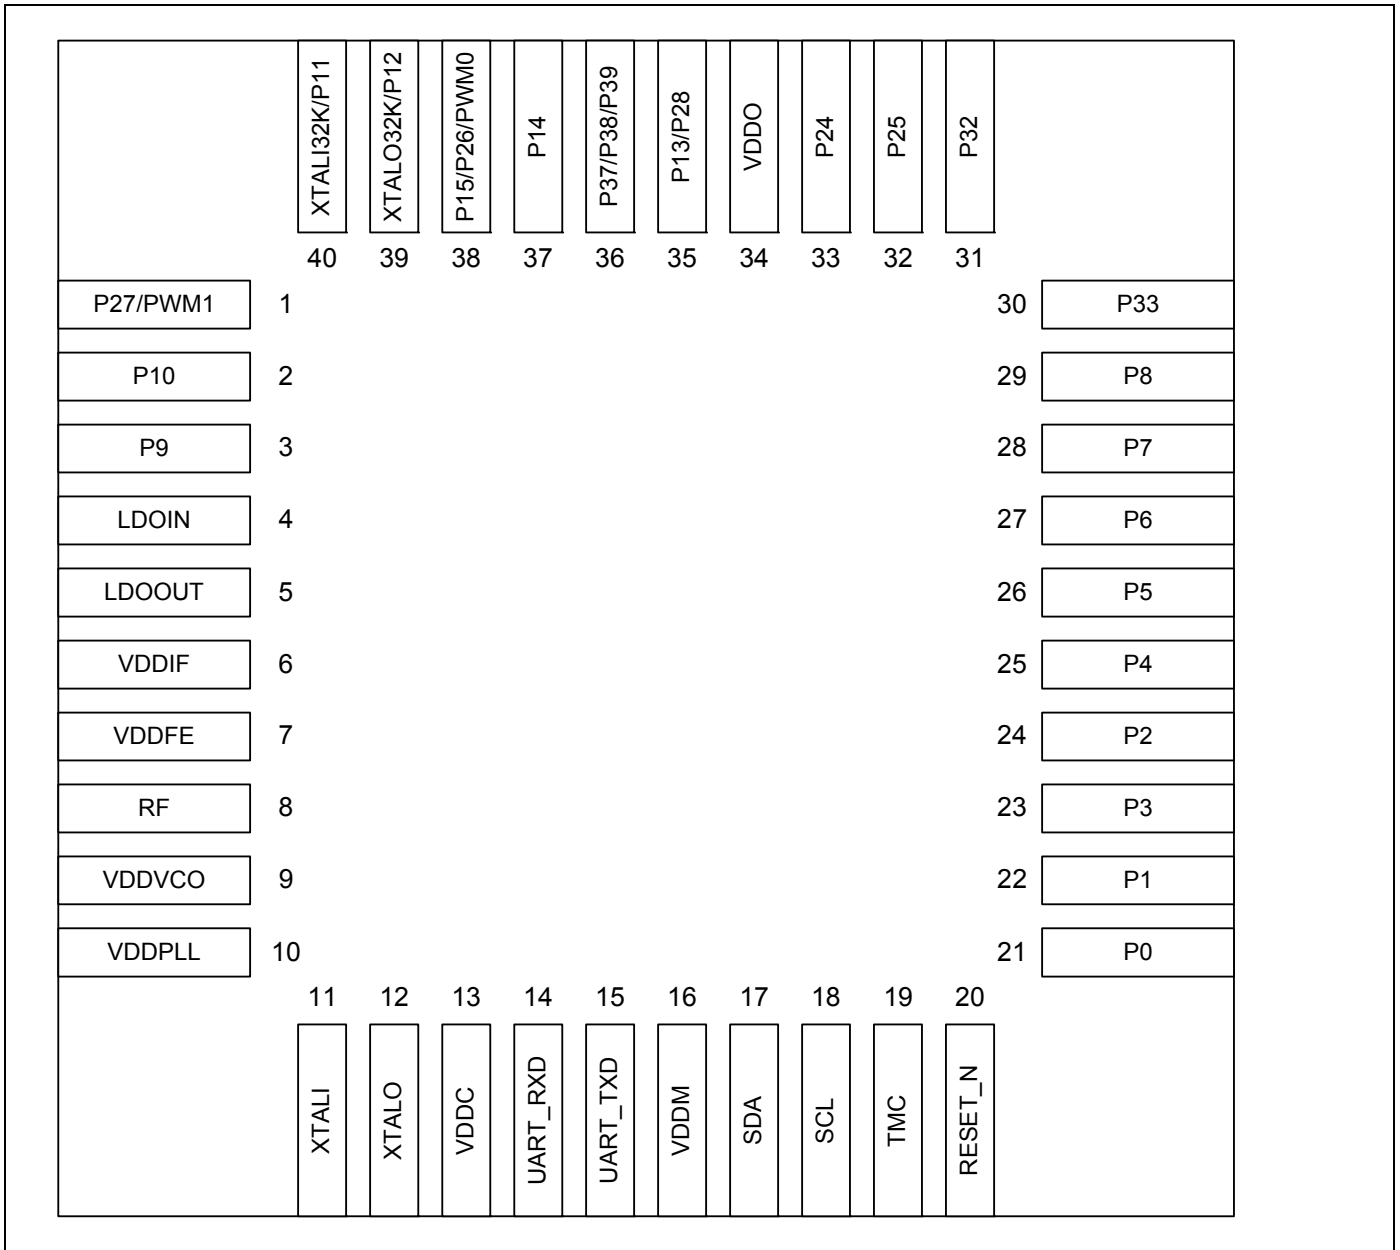 XTALI32K/P11
XTALO32K/P12
P15/P26/PWM0
P14
P37/P38/P39
P13/P28
VDDO
P24
P25
P32
40 39 38 37 36 35 34 33 32 31
P27/PWM1 1 30 P33
P10 2 29 P8
P9 3 28 P7
LDOIN 4 27 P6
LDOOUT 5 26 P5
VDDIF 6 25 P4
VDDFE 7 24 P2
RF 8 23 P3
VDDVCO 9 22 P1
VDDPLL 10 21 P0
11 12 13 14 15 16 17 18 19 20
XTALI
XTALO
VDDC
UART_RXD
UART_TXD
VDDM
SDA
SCL
TMC
RESET_N